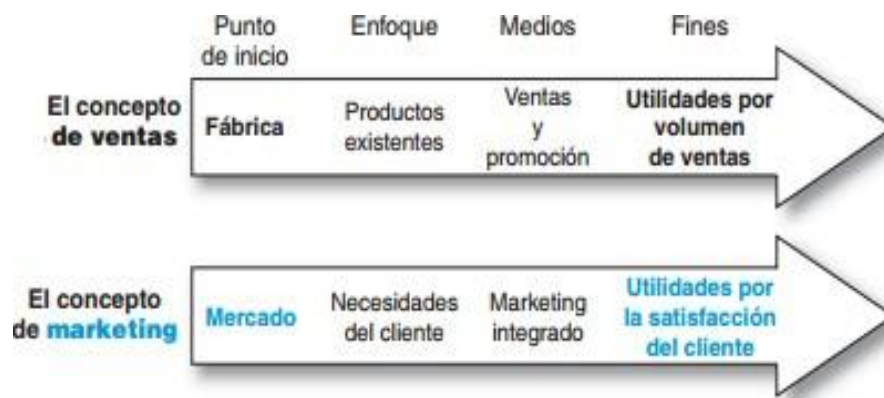 Punto
de inicio
Enfoque
Medios
Fines
El concepto
de ventas
Fábrica
Productos
existentes
Ventas
y
promoción
Utilidades por
volumen
de ventas
El concepto
de marketing
Mercado
Necesidades
del cliente
Marketing
integrado
Utilidades por
la satisfacción
del cliente